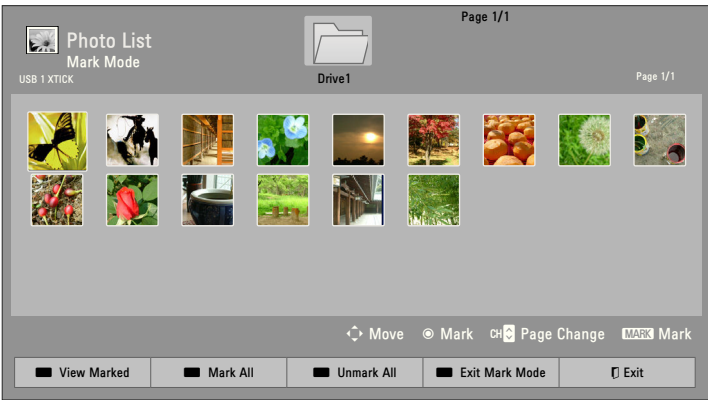 Page 1/1
Photo List
Mark Mode
USB 1 XTICK
Drive1
Page 1/1
Move Mark CH Page Change MARK Mark
View Marked Mark All Unmark All Exit Mark Mode Exit